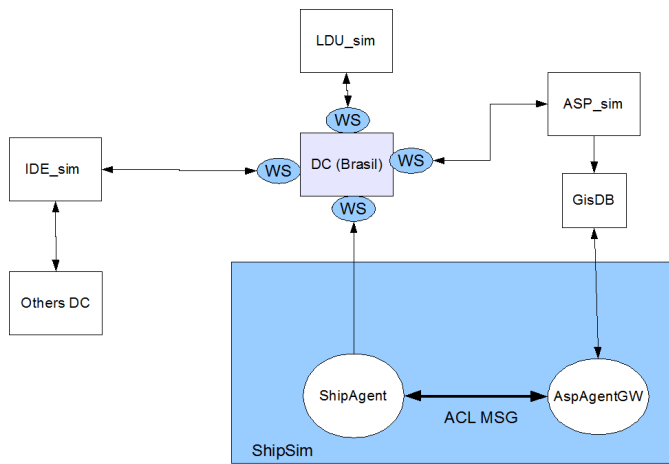 LDU_sim
ASP_sim
WS
IDE_sim
WS
DC (Brasil)
WS
GisDB
WS
Others DC
ShipAgent
AspAgentGW
ACL MSG
ShipSim